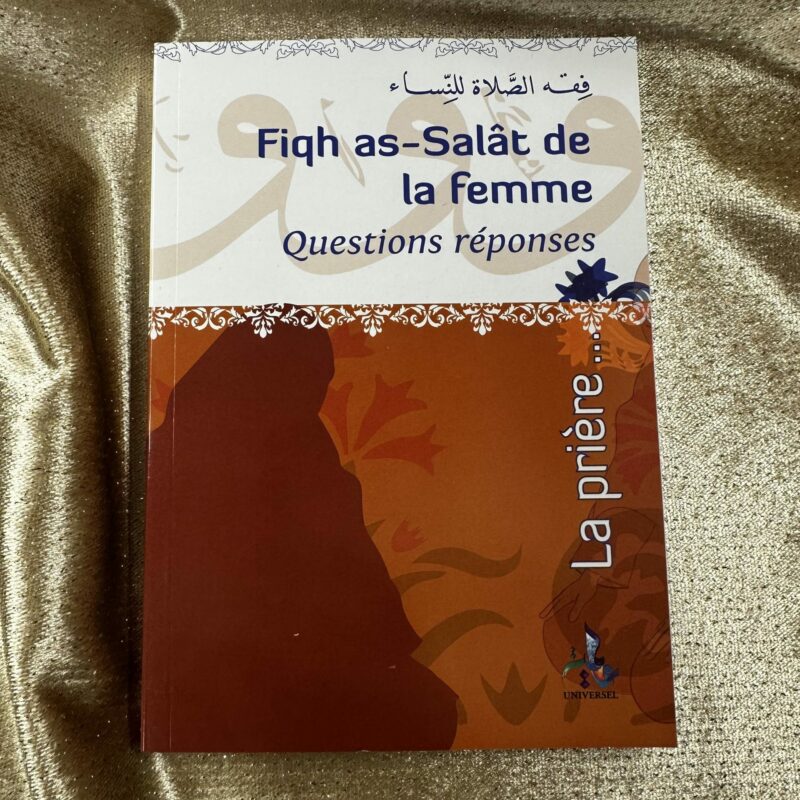 فِقه الصَّلاة للنِّساء
Fiqh as-Salât de
la femme
Questions réponses
La prière ...
UNIVERSEL